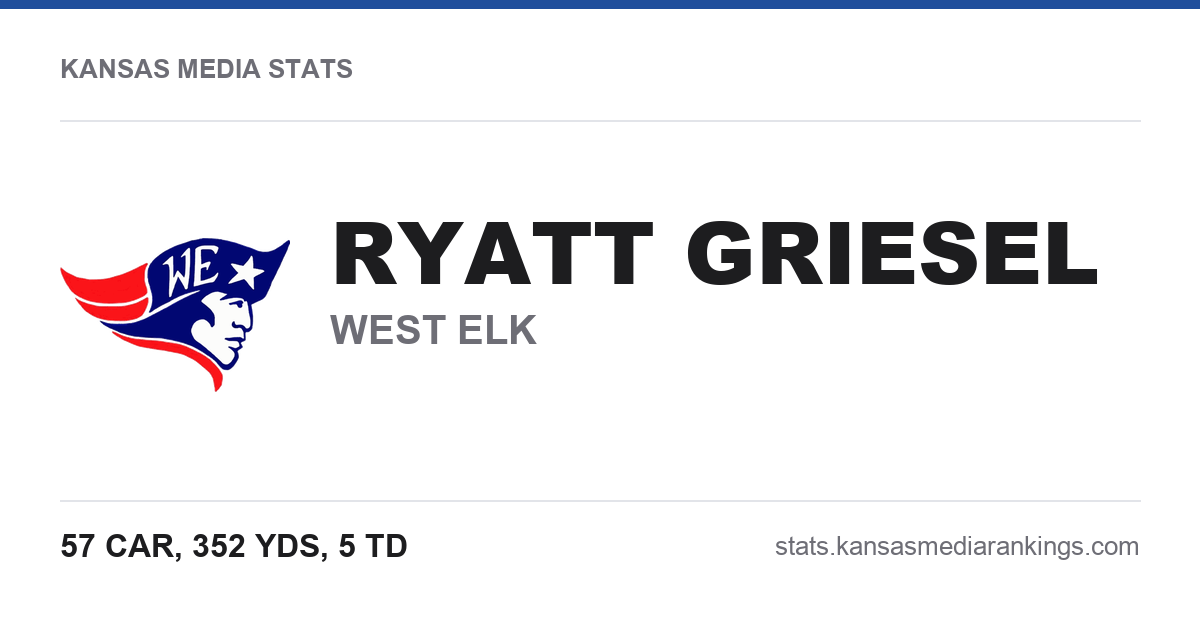 KANSAS MEDIA STATS
WE
RYATT GRIESEL
WEST ELK
57 CAR, 352 YDS, 5 TD
stats.kansasmediarankings.com